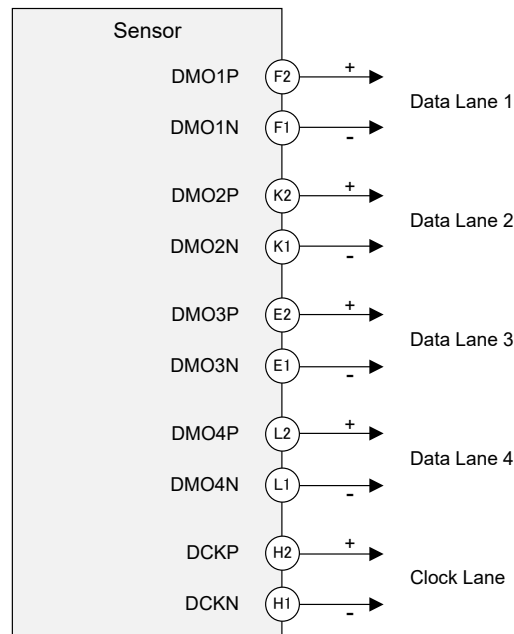 Sensor
DMO1P F2 +
Data Lane 1
DMO1N F1 -
DMO2P K2 +
Data Lane 2
DMO2N K1 -
DMO3P E2 +
Data Lane 3
DMO3N E1 -
DMO4P L2 +
Data Lane 4
DMO4N L1 -
DCKP H2 +
Clock Lane
DCKN H1 -